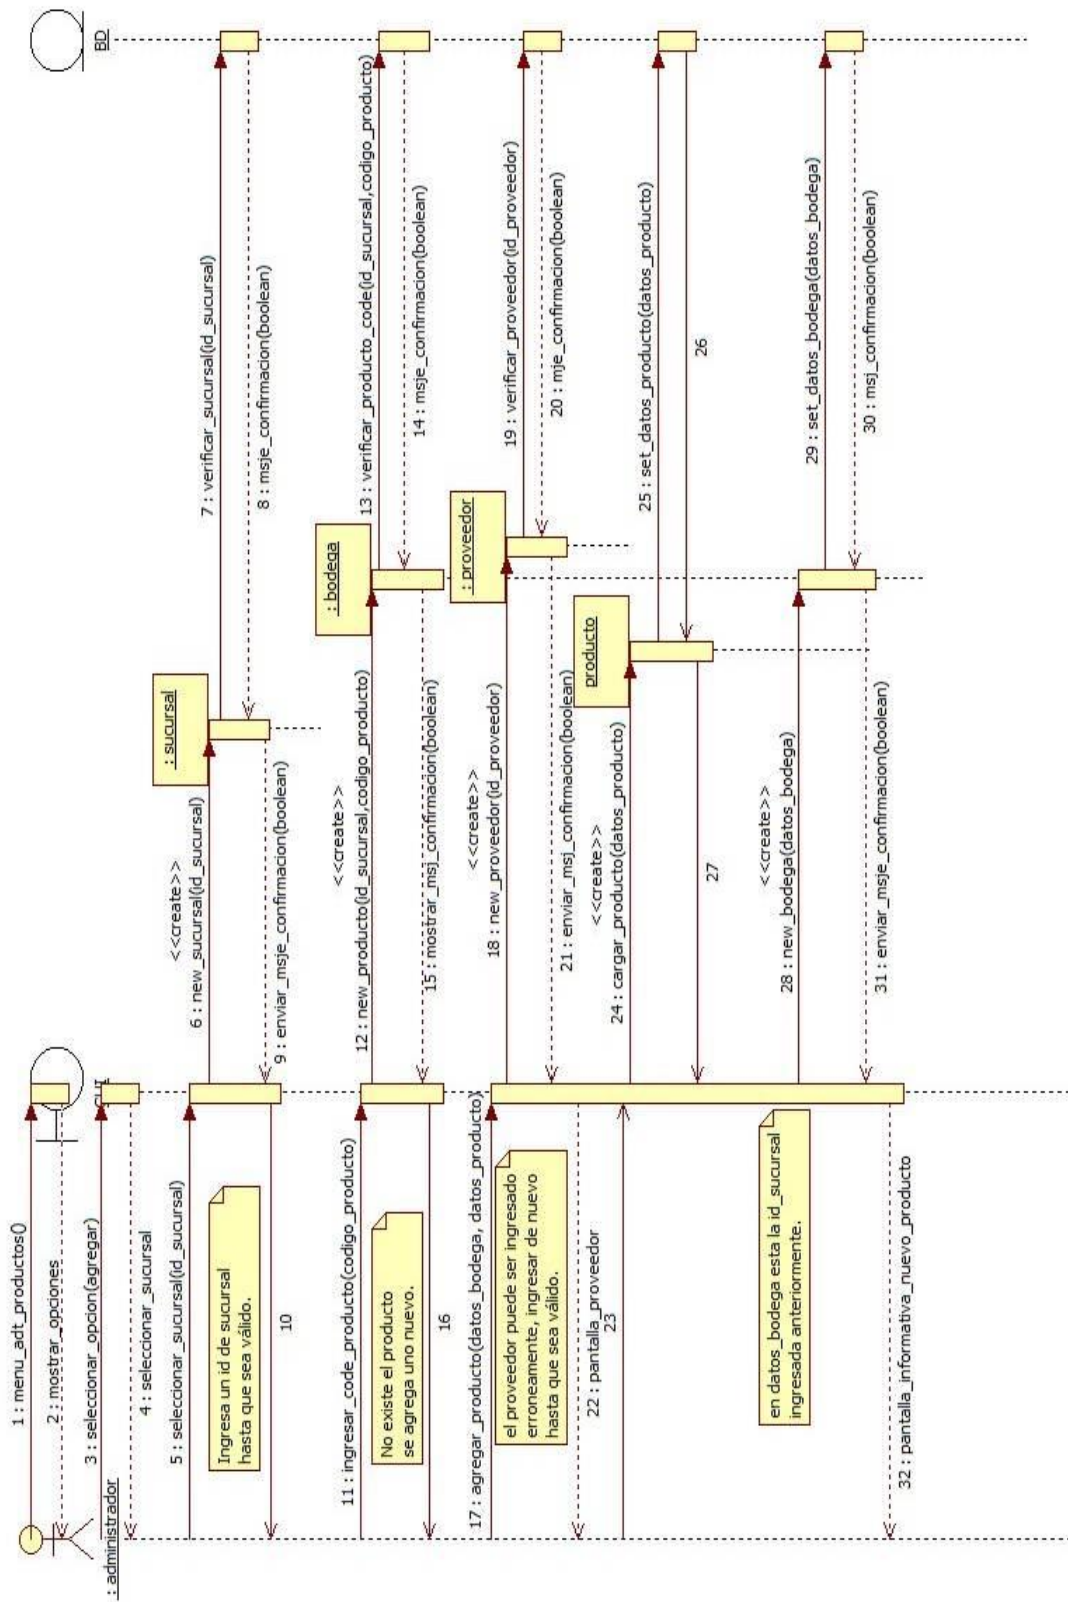 : administrador
BD
1 : menu_adt_productos()
2 : mostrar_opciones
3 : seleccionar_opcion(agregar)
4 : seleccionar_sucursal
5 : seleccionar_sucursal(id_sucursal)
<<create>>
6 : new_sucursal(id_sucursal)
: sucursal
7 : verificar_sucursal(id_sucursal)
8 : msje_confirmacion(boolean)
9 : enviar_msje_confirmacion(boolean)
Ingresa un id de sucursal
hasta que sea válido.
10
11 : ingresar_code_producto(codigo_producto)
<<create>>
12 : new_producto(id_sucursal,codigo_producto)
: bodega
13 : verificar_producto_code(id_sucursal,codigo_producto)
14 : msje_confirmacion(boolean)
15 : mostrar_msj_confirmacion(boolean)
No existe el producto
se agrega uno nuevo.
16
17 : agregar_producto(datos_bodega, datos_producto)
<<create>>
18 : new_proveedor(id_proveedor)
: proveedor
19 : verificar_proveedor(id_proveedor)
20 : mje_confirmacion(boolean)
21 : enviar_msj_confirmacion(boolean)
el proveedor puede ser ingresado
erroneamente, ingresar de nuevo
hasta que sea válido.
22 : pantalla_proveedor
23
<<create>>
24 : cargar_producto(datos_producto)
producto
25 : set_datos_producto(datos_producto)
26
27
<<create>>
28 : new_bodega(datos_bodega)
29 : set_datos_bodega(datos_bodega)
30 : msj_confirmacion(boolean)
31 : enviar_msje_confirmacion(boolean)
en datos_bodega esta la id_sucursal
ingresada anteriormente.
32 : pantalla_informativa_nuevo_producto